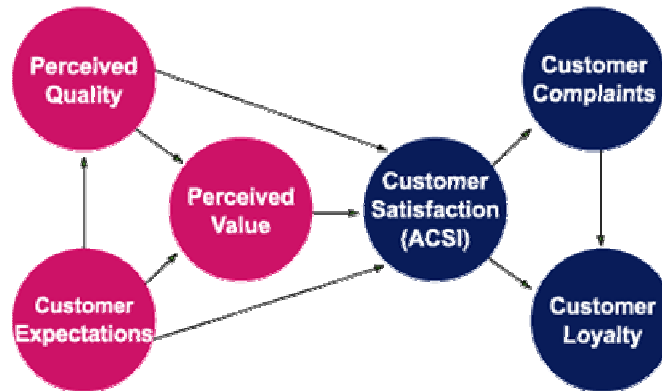 Perceived
Quality
Customer
Complaints
Perceived
Value
Customer
Satisfaction
(ACSI)
Customer
Expectations
Customer
Loyalty